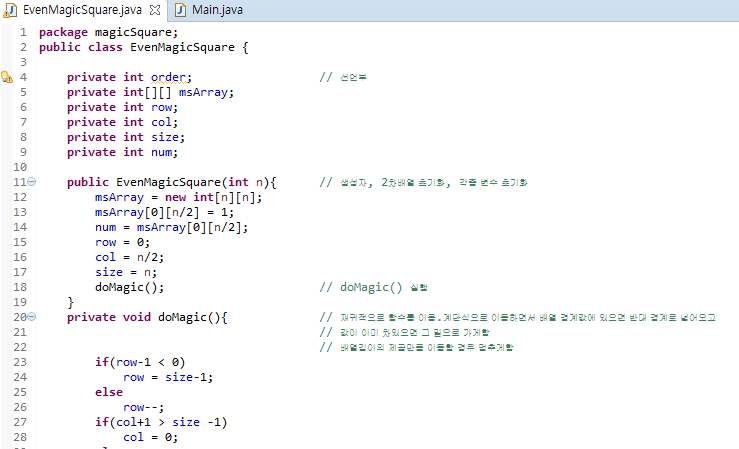 EvenMagicSquare.java Main.java
1 package magicSquare;
2 public class EvenMagicSquare {
3
4 private int order; // 선언부
5 private int[][] msArray;
6 private int row;
7 private int col;
8 private int size;
9 private int num;
10
11 public EvenMagicSquare(int n){ // 생성자, 2차배열 초기화, 각종 변수 초기화
12 msArray = new int[n][n];
13 msArray[0][n/2] = 1;
14 num = msArray[0][n/2];
15 row = 0;
16 col = n/2;
17 size = n;
18 doMagic(); // doMagic() 실행
19 }
20 private void doMagic(){ // 재귀적으로 함수를 이동.계단식으로 이동하면서 배열 경계값에 있으면 반대 경계로 넘어오고
21 // 값이 이미 차있으면 그 밑으로 가게함
22 // 배열길이의 제곱만큼 이동할 경우 멈추게함
23 if(row-1 < 0)
24 row = size-1;
25 else
26 row--;
27 if(col+1 > size -1)
28 col = 0;